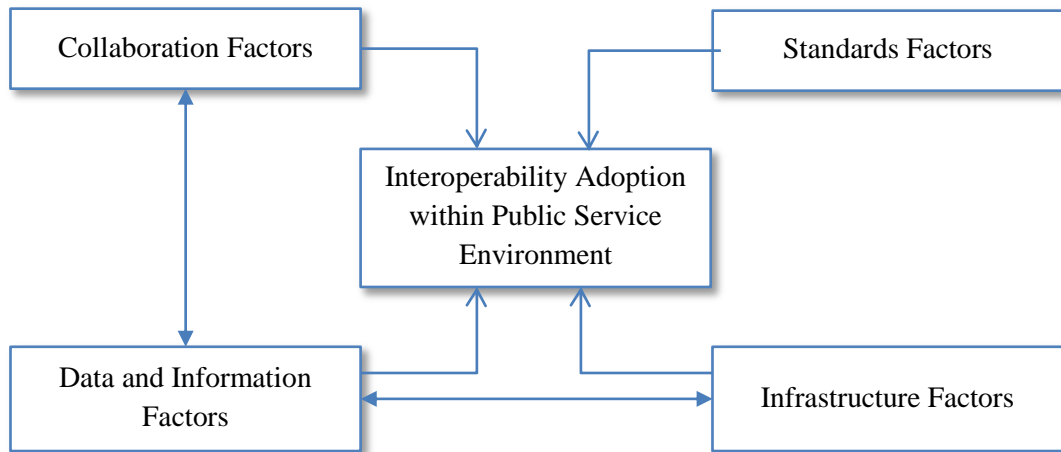 Collaboration Factors
Standards Factors
Interoperability Adoption
within Public Service
Environment
Data and Information
Factors
Infrastructure Factors